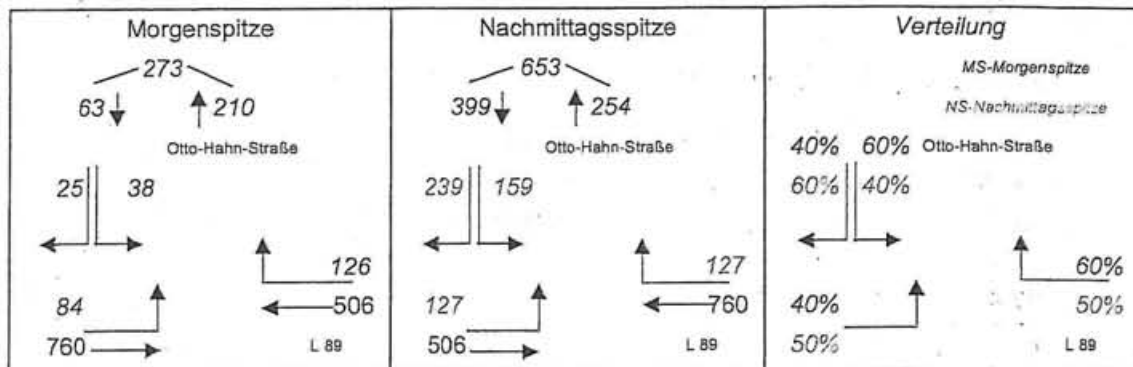 Morgenspitze
273
63 210
Otto-Hahn-Straße
25 38
126
84
506
760
L 89
Nachmittagsspitze
653
399 254
Otto-Hahn-Straße
239 159
127
127
760
506
L 89
Verteilung
MS-Morgenspitze
NS-Nachmittagsspitze
40% 60% Otto-Hahn-Straße
60% 40%
60%
40%
50%
50%
L 89